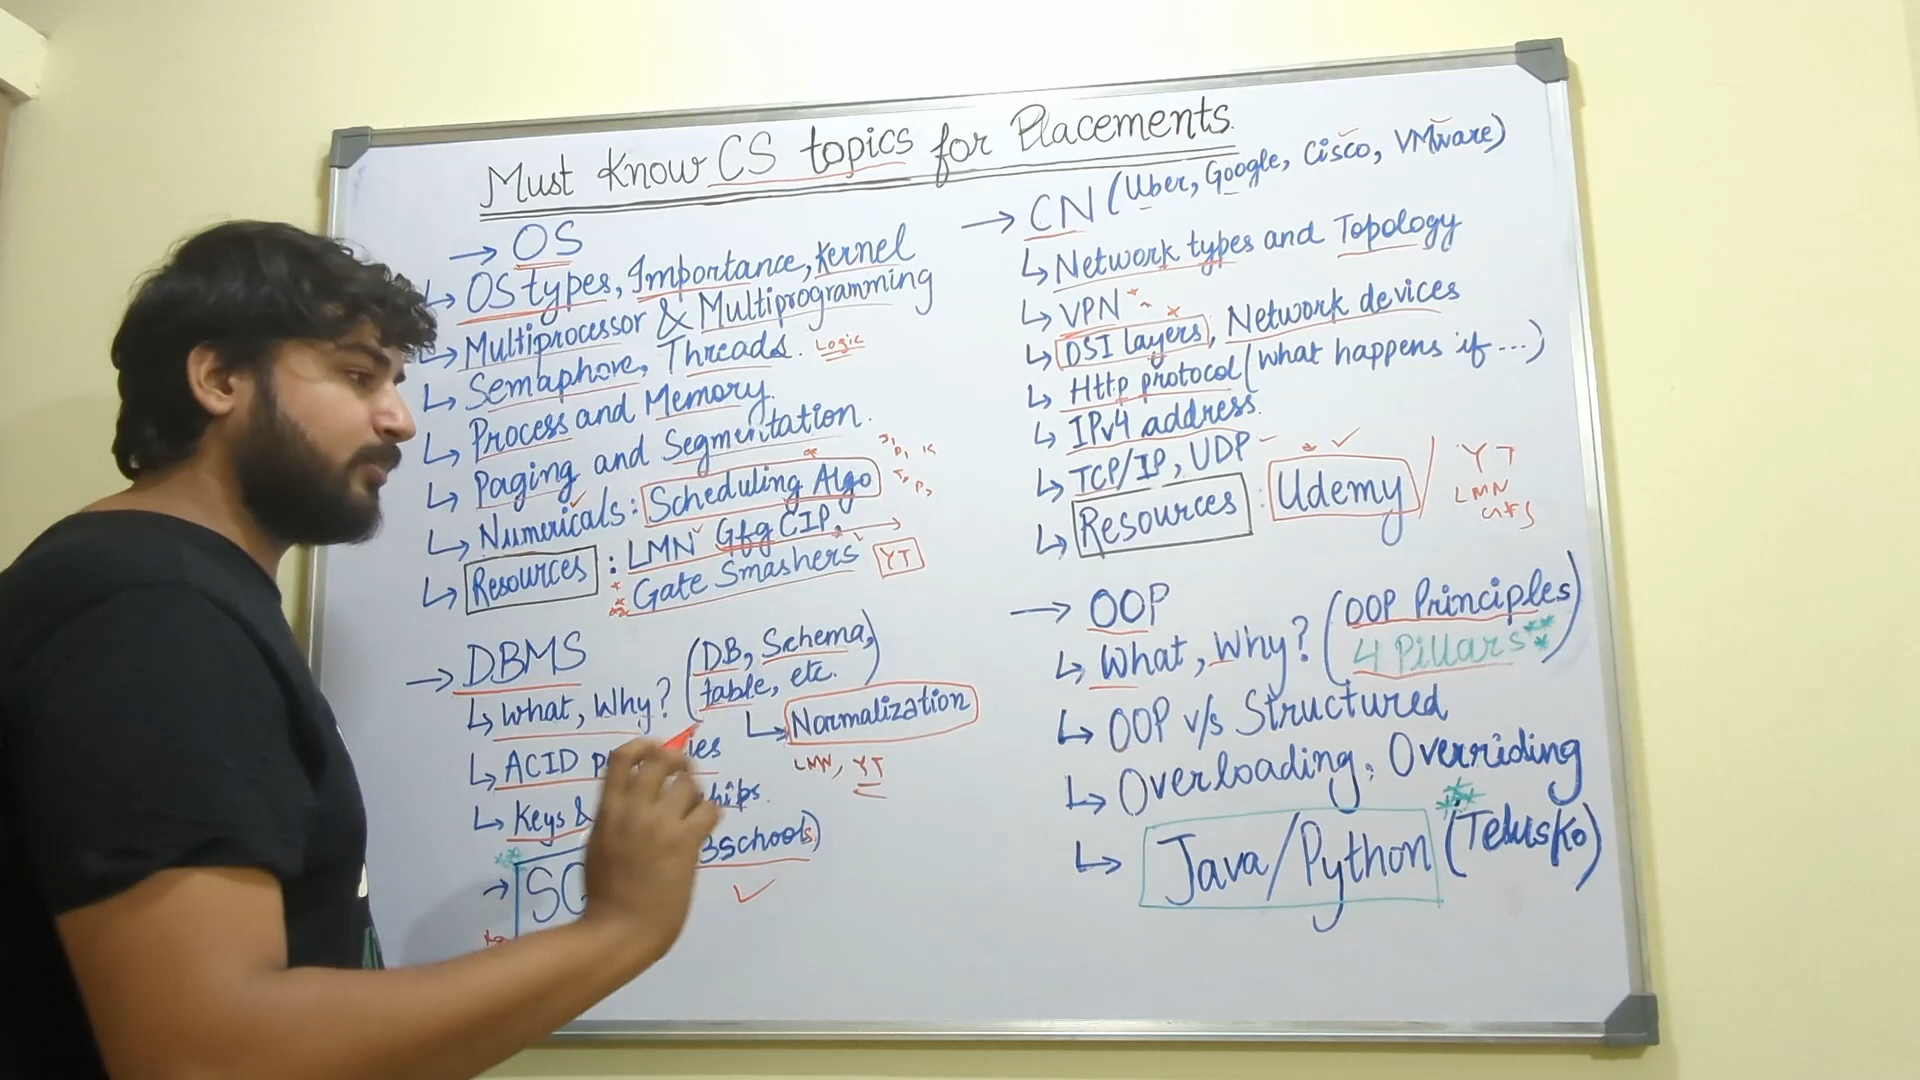 Must Know CS topics for Placements.
→ OS
↳ OS types, Importance, kernel
↳ Multiprocessor & Multiprogramming
↳ Semaphore, Threads. Logic
↳ Process and Memory.
↳ Paging and Segmentation.
↳ Numericals: Scheduling Algo
↳ Resources : LMN Gfg CIP,
Gate Smashers YT
→ DBMS
↳ What, Why? (DB, Schema, table, etc.)
↳ Normalization
LMN, YT
↳ ACID
↳ Keys &
→
→ CN (Uber, Google, Cisco, VMware)
↳ Network types and Topology
↳ VPN
↳ OSI layers, Network devices
↳ Http protocol (what happens if ...)
↳ IPv4 address.
↳ TCP/IP, UDP
↳ Resources : Udemy / YT
LMN
→ OOP
↳ What, Why? (OOP Principles
4 Pillars**)
↳ OOP v/s Structured
↳ Overloading, Overriding
↳ Java/Python (Telusko)